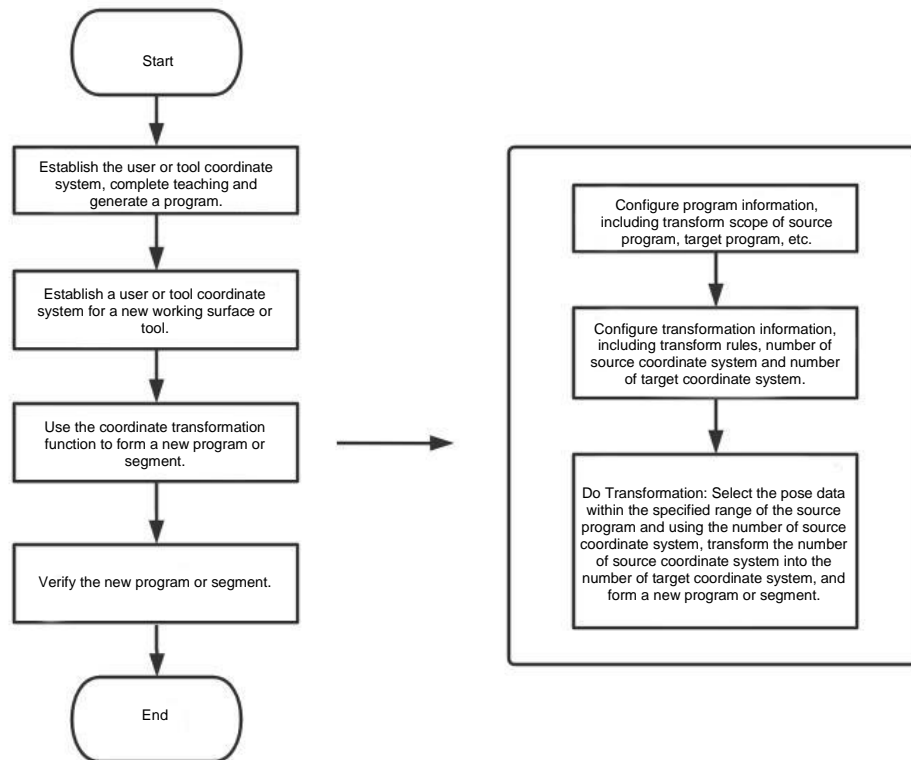 Start
Establish the user or tool coordinate
system, complete teaching and
generate a program.
Establish a user or tool coordinate
system for a new working surface or
tool.
Use the coordinate transformation
function to form a new program or
segment.
Verify the new program or segment.
End
Configure program information,
including transform scope of source
program, target program, etc.
Configure transformation information,
including transform rules, number of
source coordinate system and number
of target coordinate system.
Do Transformation: Select the pose data
within the specified range of the source
program and using the number of source
coordinate system, transform the number
of source coordinate system into the
number of target coordinate system, and
form a new program or segment.